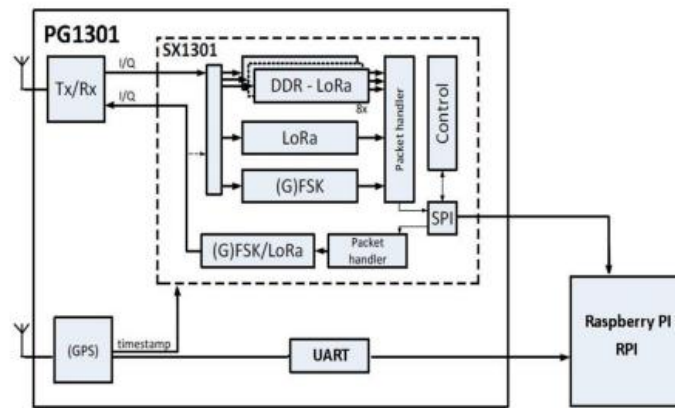 PG1301
SX1301
Tx/Rx
I/Q
I/Q
DDR - LoRa
8x
LoRa
(G)FSK
Packet handler
Control
SPI
(G)FSK/LoRa
Packet
handler
(GPS)
timestamp
UART
Raspberry PI
RPI